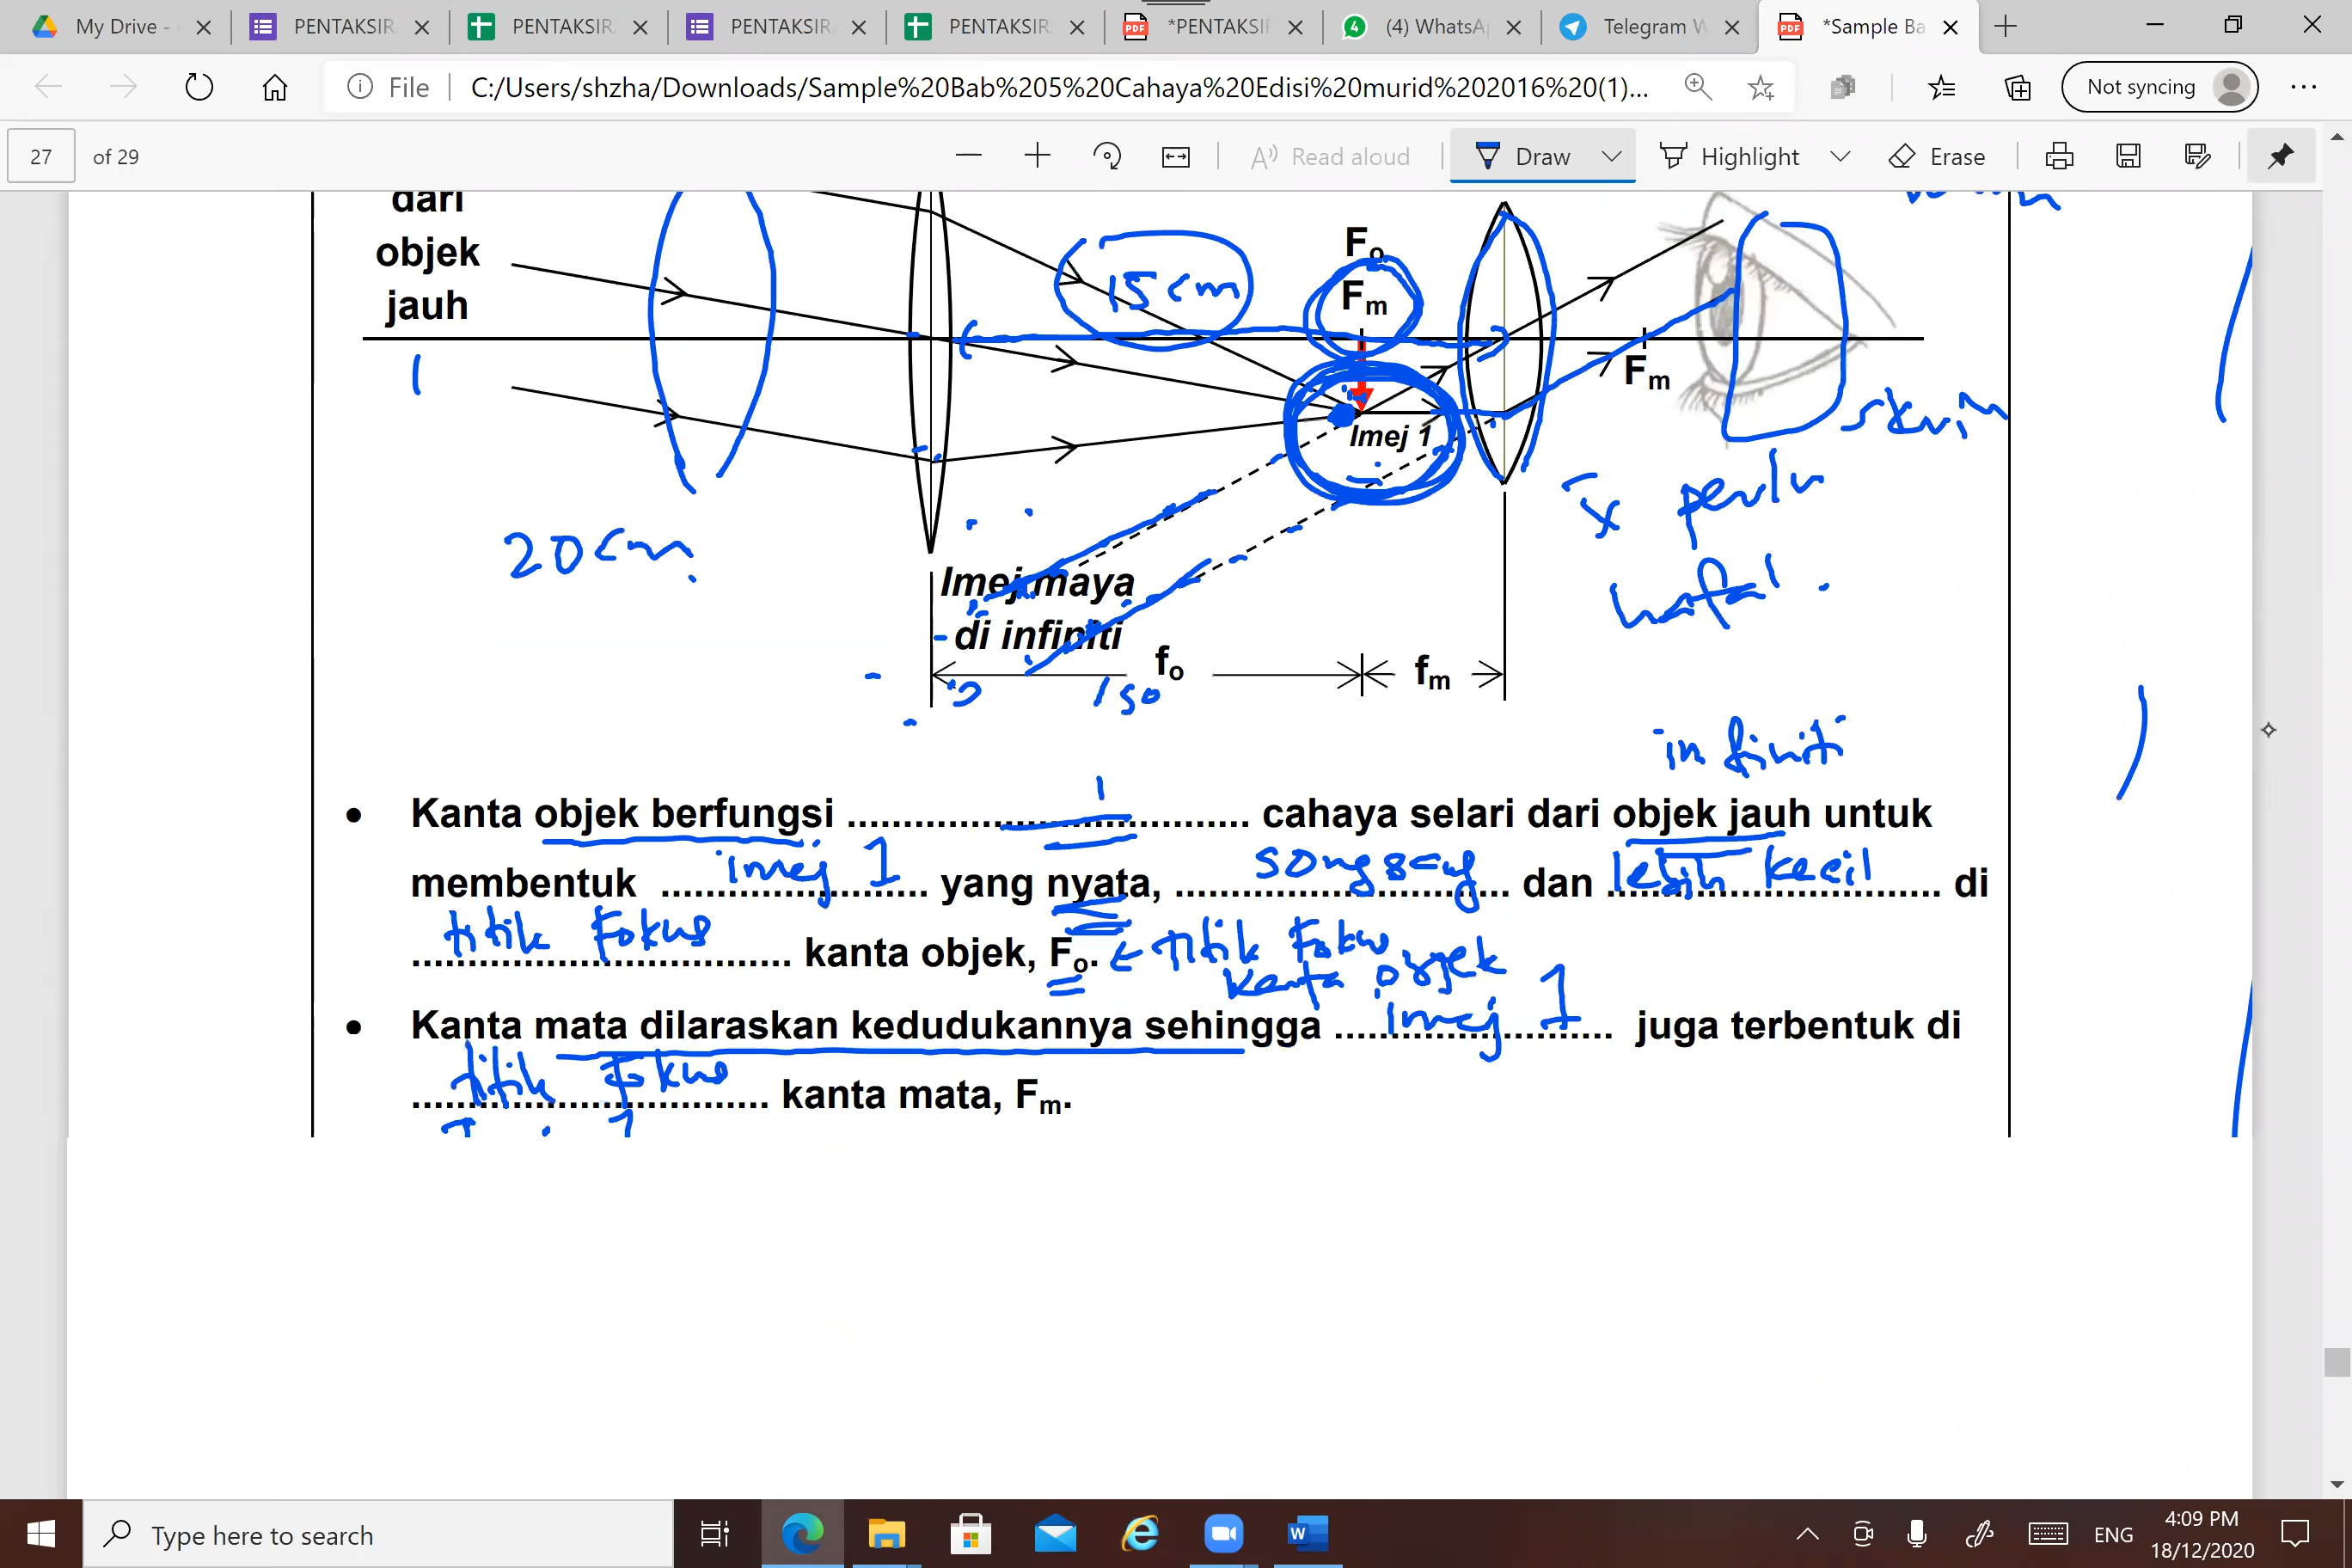 My Drive -
PENTAKSIR
PENTAKSIR
PENTAKSIR
PENTAKSIR
*PENTAKSI
(4) WhatsA
Telegram W
*Sample Ba
File
C:/Users/shzha/Downloads/Sample%20Bab%205%20Cahaya%20Edisi%20murid%202016%20(1)...
Not syncing
27 of 29
Read aloud
Draw
Highlight
Erase
dari
objek
jauh
Fo
Fm
15cm
Fm
Imej 1
skrin
x perlu
hafal.
20cm
Imej maya
di infiniti
fo
fm
150
infiniti
Kanta objek berfungsi .................................... cahaya selari dari objek jauh untuk
membentuk imej 1 yang nyata, songsang dan lebih kecil di
titik fokus kanta objek, Fo. ← titik fokus
kanta objek
Kanta mata dilaraskan kedudukannya sehingga imej 1 juga terbentuk di
titik fokus kanta mata, Fm.
Type here to search
ENG
4:09 PM
18/12/2020